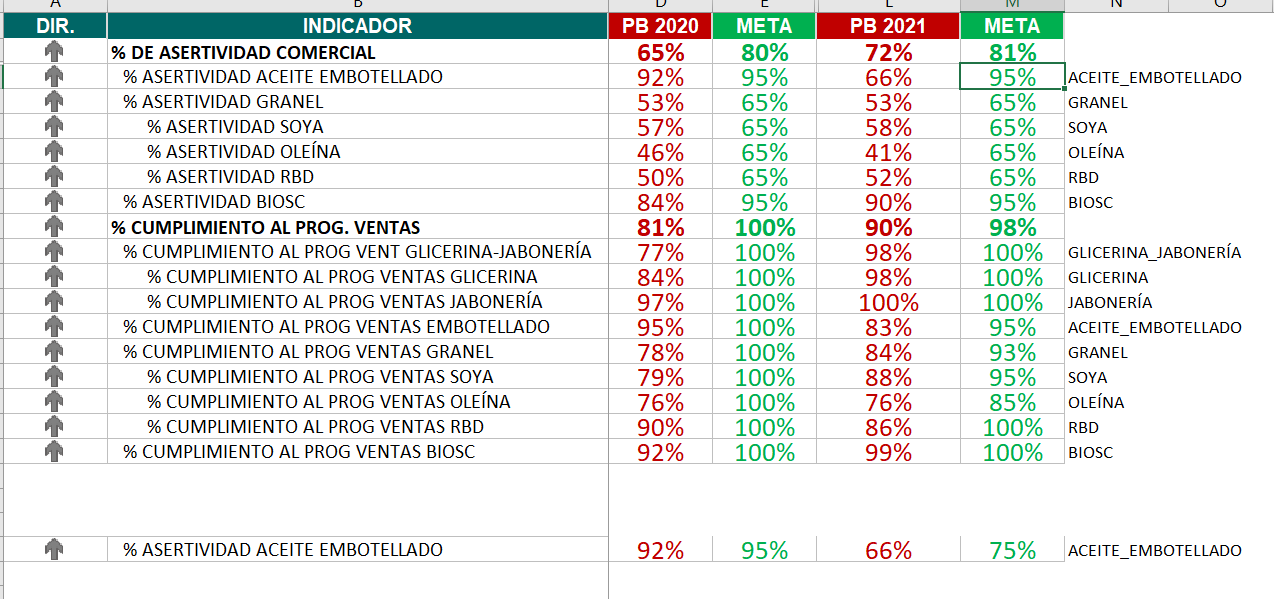 A B D E L M N O
DIR. INDICADOR PB 2020 META PB 2021 META
% DE ASERTIVIDAD COMERCIAL 65% 80% 72% 81%
% ASERTIVIDAD ACEITE EMBOTELLADO 92% 95% 66% 95% ACEITE_EMBOTELLADO
% ASERTIVIDAD GRANEL 53% 65% 53% 65% GRANEL
% ASERTIVIDAD SOYA 57% 65% 58% 65% SOYA
% ASERTIVIDAD OLEÍNA 46% 65% 41% 65% OLEÍNA
% ASERTIVIDAD RBD 50% 65% 52% 65% RBD
% ASERTIVIDAD BIOSC 84% 95% 90% 95% BIOSC
% CUMPLIMIENTO AL PROG. VENTAS 81% 100% 90% 98%
% CUMPLIMIENTO AL PROG VENT GLICERINA-JABONERÍA 77% 100% 98% 100% GLICERINA_JABONERÍA
% CUMPLIMIENTO AL PROG VENTAS GLICERINA 84% 100% 98% 100% GLICERINA
% CUMPLIMIENTO AL PROG VENTAS JABONERÍA 97% 100% 100% 100% JABONERÍA
% CUMPLIMIENTO AL PROG VENTAS EMBOTELLADO 95% 100% 83% 95% ACEITE_EMBOTELLADO
% CUMPLIMIENTO AL PROG VENTAS GRANEL 78% 100% 84% 93% GRANEL
% CUMPLIMIENTO AL PROG VENTAS SOYA 79% 100% 88% 95% SOYA
% CUMPLIMIENTO AL PROG VENTAS OLEÍNA 76% 100% 76% 85% OLEÍNA
% CUMPLIMIENTO AL PROG VENTAS RBD 90% 100% 86% 100% RBD
% CUMPLIMIENTO AL PROG VENTAS BIOSC 92% 100% 99% 100% BIOSC
% ASERTIVIDAD ACEITE EMBOTELLADO 92% 95% 66% 75% ACEITE_EMBOTELLADO